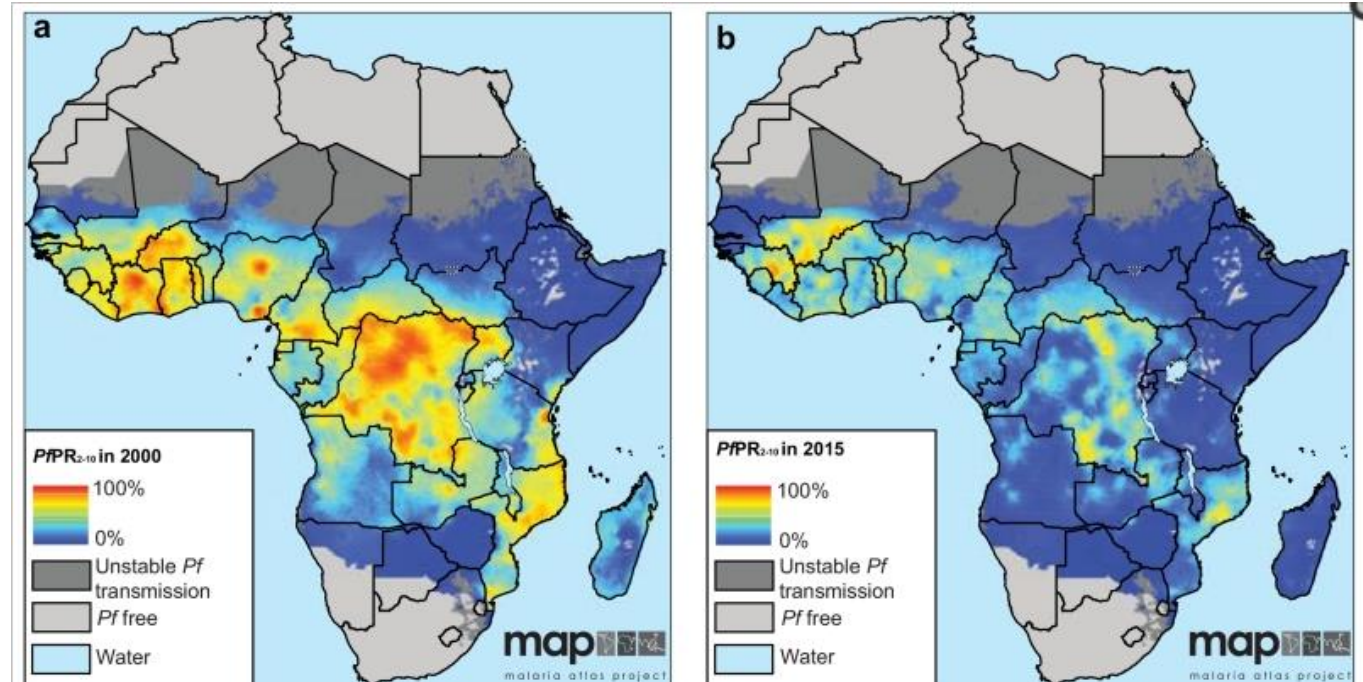 a
PfPR2-10 in 2000
100%
0%
Unstable Pf
transmission
Pf free
Water
map
malaria atlas project
b
PfPR2-10 in 2015
100%
0%
Unstable Pf
transmission
Pf free
Water
map
malaria atlas project